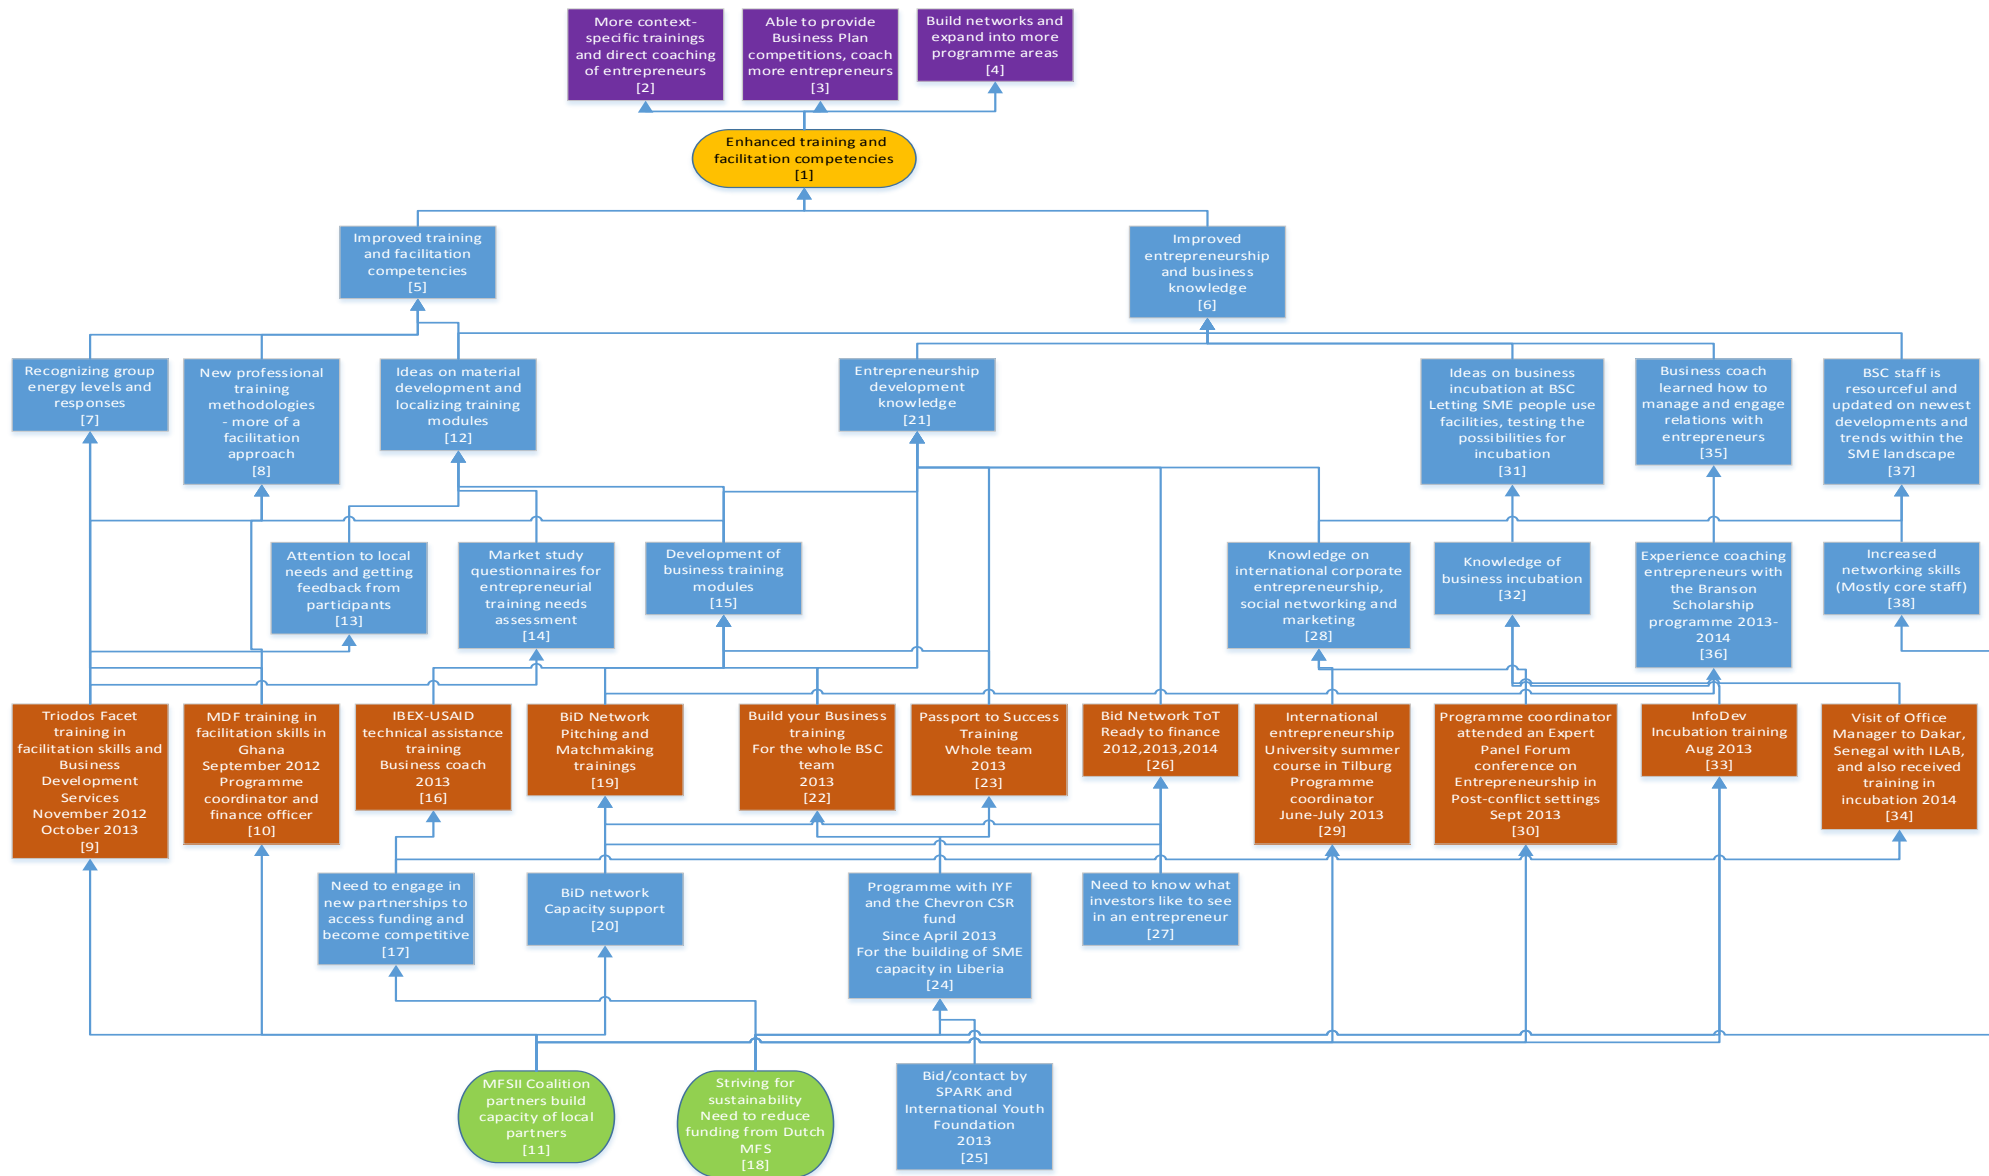 More context-
specific trainings
and direct coaching
of entrepreneurs
[2]
Able to provide
Business Plan
competitions, coach
more entrepreneurs
[3]
Build networks and
expand into more
programme areas
[4]
Enhanced training and
facilitation competencies
[1]
Improved training
and facilitation
competencies
[5]
Improved
entrepreneurship
and business
knowledge
[6]
Recognizing group
energy levels and
responses
[7]
New professional
training
methodologies
- more of a
facilitation
approach
[8]
Ideas on material
development and
localizing training
modules
[12]
Entrepreneurship
development
knowledge
[21]
Ideas on business
incubation at BSC
Letting SME people use
facilities, testing the
possibilities for
incubation
[31]
Business coach
learned how to
manage and engage
relations with
entrepreneurs
[35]
BSC staff is
resourceful and
updated on newest
developments and
trends within the
SME landscape
[37]
Attention to local
needs and getting
feedback from
participants
[13]
Market study
questionnaires for
entrepreneurial
training needs
assessment
[14]
Development of
business training
modules
[15]
Knowledge on
international corporate
entrepreneurship,
social networking and
marketing
[28]
Knowledge of
business incubation
[32]
Experience coaching
entrepreneurs with
the Branson
Scholarship
programme 2013-
2014
[36]
Increased
networking skills
(Mostly core staff)
[38]
Triodos Facet
training in
facilitation skills and
Business
Development
Services
November 2012
October 2013
[9]
MDF training in
facilitation skills in
Ghana
September 2012
Programme
coordinator and
finance officer
[10]
IBEX-USAID
technical assistance
training
Business coach
2013
[16]
BiD Network
Pitching and
Matchmaking
trainings
[19]
Build your Business
training
For the whole BSC
team
2013
[22]
Passport to Success
Training
Whole team
2013
[23]
Bid Network ToT
Ready to finance
2012,2013,2014
[26]
International
entrepreneurship
University summer
course in Tilburg
Programme
coordinator
June-July 2013
[29]
Programme coordinator
attended an Expert
Panel Forum
conference on
Entrepreneurship in
Post-conflict settings
Sept 2013
[30]
InfoDev
Incubation training
Aug 2013
[33]
Visit of Office
Manager to Dakar,
Senegal with ILAB,
and also received
training in
incubation 2014
[34]
Need to engage in
new partnerships to
access funding and
become competitive
[17]
BiD network
Capacity support
[20]
Programme with IYF
and the Chevron CSR
fund
Since April 2013
For the building of SME
capacity in Liberia
[24]
Need to know what
investors like to see
in an entrepreneur
[27]
MFSII Coalition
partners build
capacity of local
partners
[11]
Striving for
sustainability
Need to reduce
funding from Dutch
MFS
[18]
Bid/contact by
SPARK and
International Youth
Foundation
2013
[25]